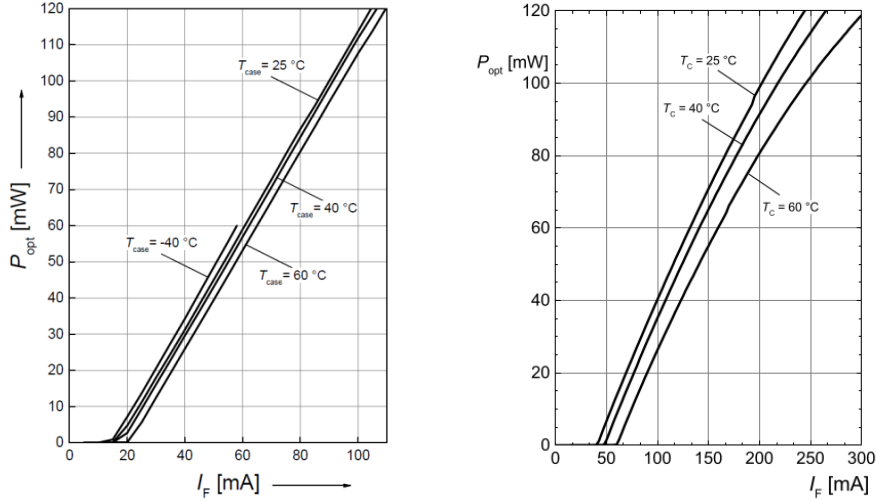 120
110
100
90
80
70
60
50
40
30
20
10
0
P_opt [mW]
T_case = 25 °C
T_case = 40 °C
T_case = -40 °C
T_case = 60 °C
0 20 40 60 80 100
I_F [mA]
120
100
80
60
40
20
0
P_opt [mW]
T_C = 25 °C
T_C = 40 °C
T_C = 60 °C
0 50 100 150 200 250 300
I_F [mA]